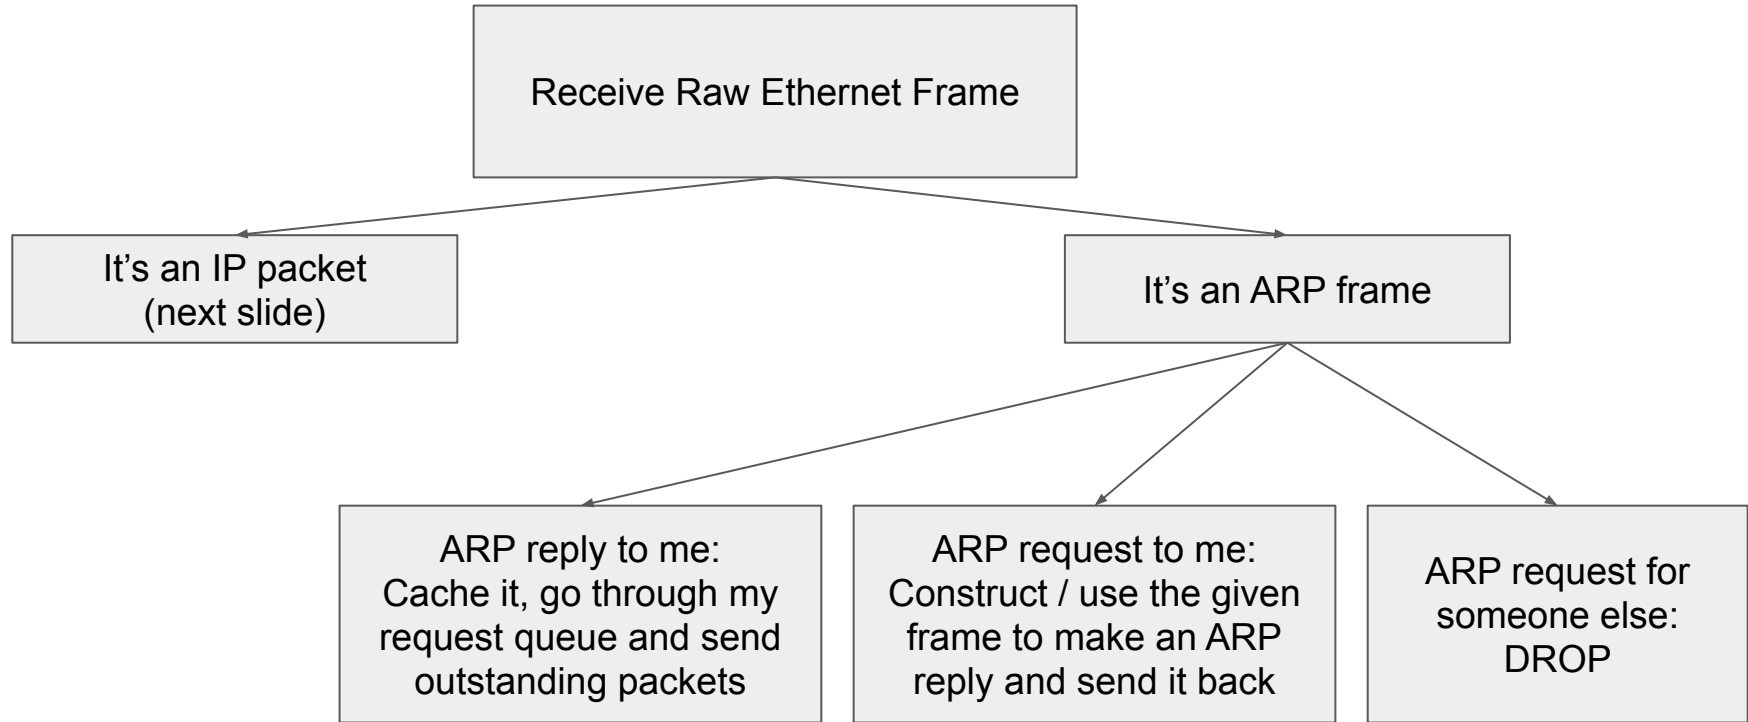 Receive Raw Ethernet Frame
It’s an IP packet
(next slide)
It’s an ARP frame
ARP reply to me:
Cache it, go through my
request queue and send
outstanding packets
ARP request to me:
Construct / use the given
frame to make an ARP
reply and send it back
ARP request for
someone else:
DROP